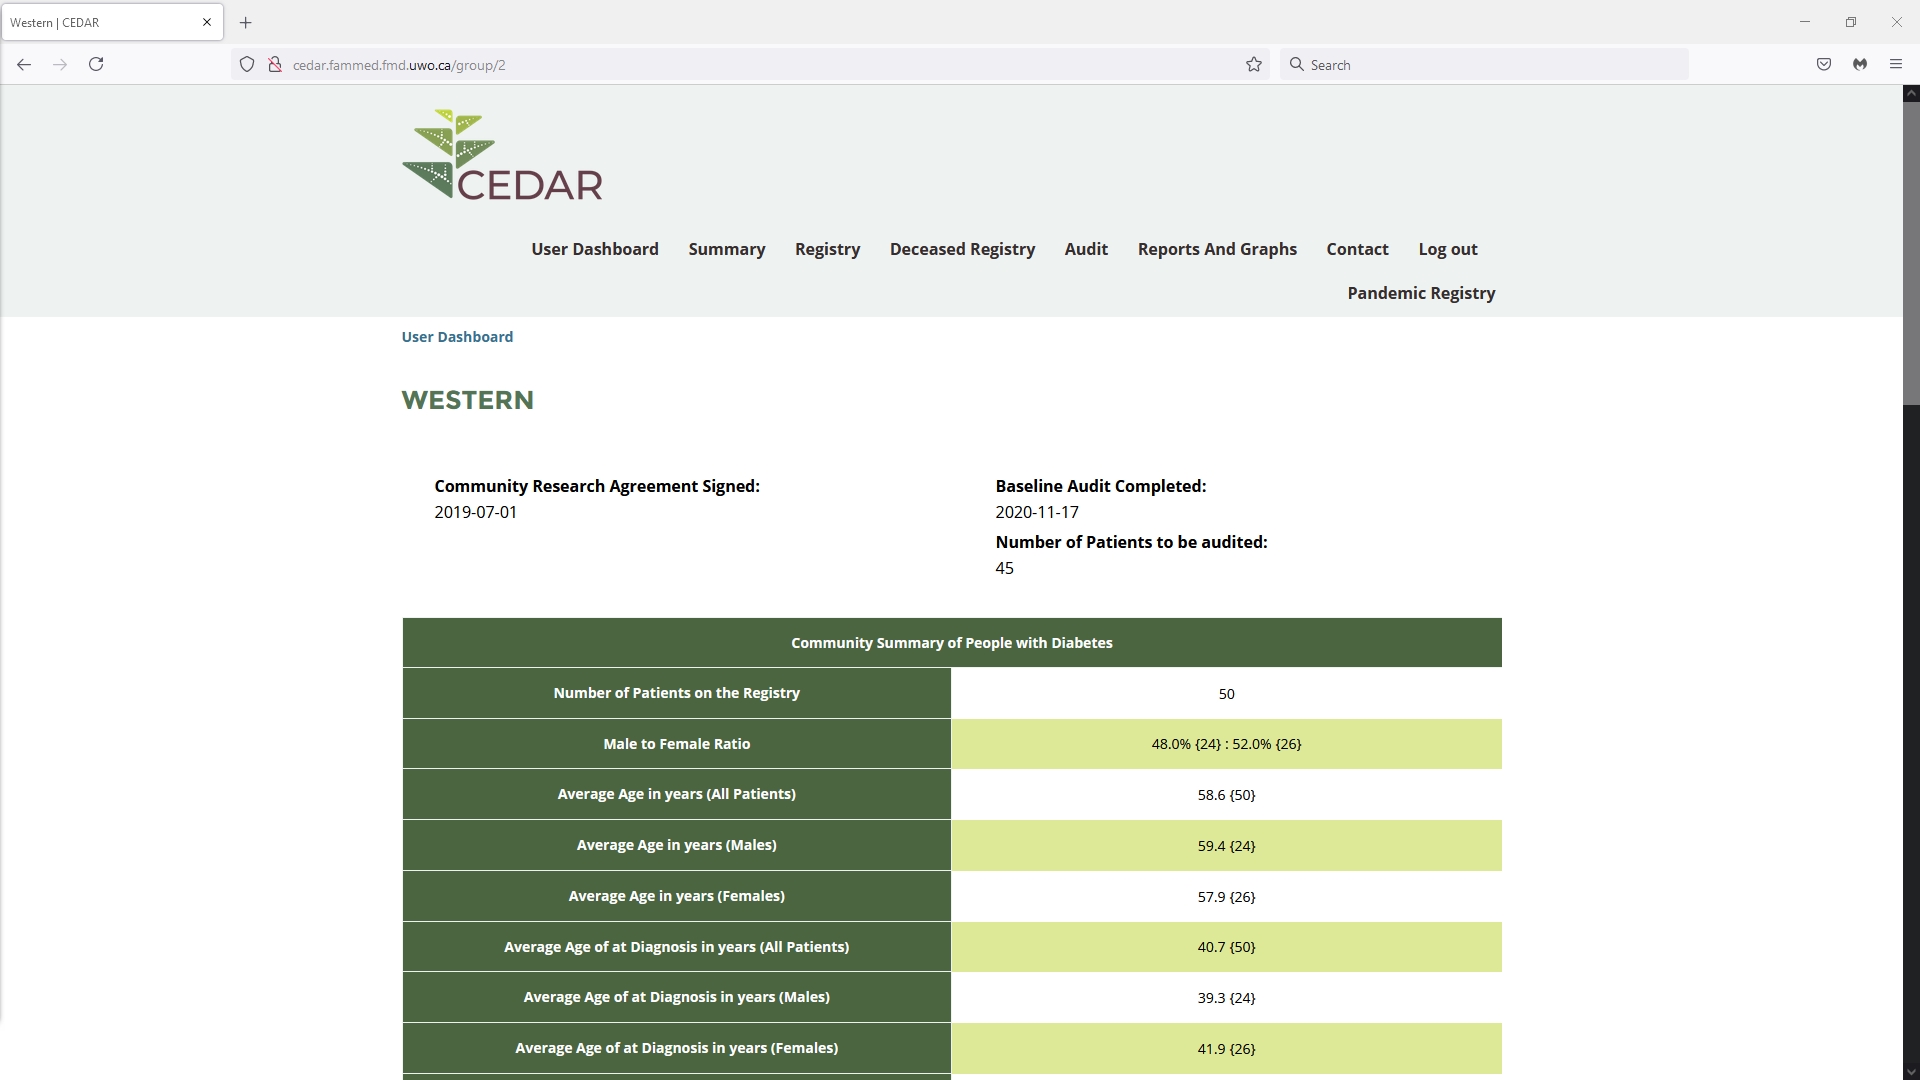 Western | CEDAR
cedar.fammed.fmd.uwo.ca/group/2
Search
CEDAR
User Dashboard Summary Registry Deceased Registry Audit Reports And Graphs Contact Log out
Pandemic Registry
User Dashboard
WESTERN
Community Research Agreement Signed:
2019-07-01
Baseline Audit Completed:
2020-11-17
Number of Patients to be audited:
45
Community Summary of People with Diabetes
Number of Patients on the Registry 50
Male to Female Ratio 48.0% {24} : 52.0% {26}
Average Age in years (All Patients) 58.6 {50}
Average Age in years (Males) 59.4 {24}
Average Age in years (Females) 57.9 {26}
Average Age of at Diagnosis in years (All Patients) 40.7 {50}
Average Age of at Diagnosis in years (Males) 39.3 {24}
Average Age of at Diagnosis in years (Females) 41.9 {26}